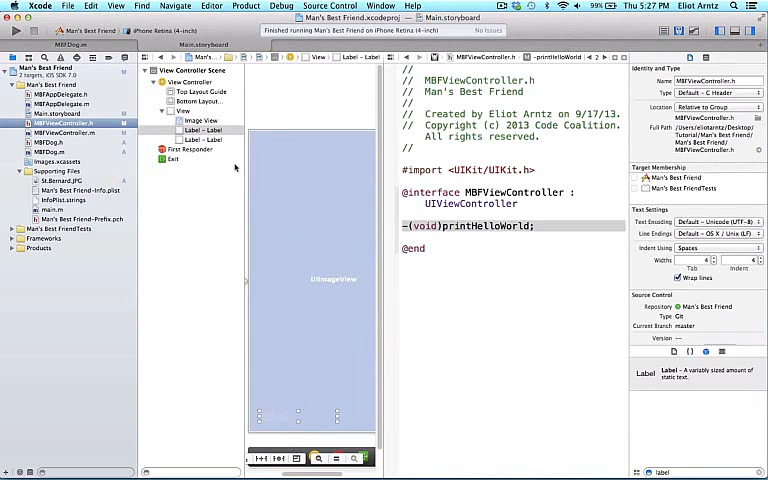 Xcode File Edit View Find Navigate Editor Product Debug Source Control Window Help 99% Thu 5:27 PM Eliot Arntz
Man's Best Friend.xcodeproj — Main.storyboard
Man's Best Friend iPhone Retina (4-inch)
Finished running Man's Best Friend on iPhone Retina (4-inch) No Issues
MBFDog.m Main.storyboard
Man's Best Friend
2 targets, iOS SDK 7.0
Man's Best Friend
MBFAppDelegate.h
MBFAppDelegate.m
Main.storyboard
MBFViewController.h
MBFViewController.m
MBFDog.h
MBFDog.m
Images.xcassets
Supporting Files
St.Bernard.JPG
Man's Best Friend-Info.plist
InfoPlist.strings
main.m
Man's Best Friend-Prefix.pch
Man's Best FriendTests
Frameworks
Products
View Label – Label
View Controller Scene
View Controller
Top Layout Guide
Bottom Layout...
View
Image View
Label – Label
Label – Label
First Responder
Exit
UIImageView
MBFViewController.h –printHelloWorld
//
// MBFViewController.h
// Man's Best Friend
//
// Created by Eliot Arntz on 9/17/13.
// Copyright (c) 2013 Code Coalition.
All rights reserved.
//
#import <UIKit/UIKit.h>
@interface MBFViewController :
UIViewController
-(void)printHelloWorld;
@end
Identity and Type
Name MBFViewController.h
Type Default – C Header
Location Relative to Group
MBFViewController.h
Full Path /Users/eliotarntz/Desktop/
Tutorial/Man's Best Friend/
Man's Best Friend/
MBFViewController.h
Target Membership
Man's Best Friend
Man's Best FriendTests
Text Settings
Text Encoding Default – Unicode (UTF-8)
Line Endings Default – OS X / Unix (LF)
Indent Using Spaces
Widths 4 4
Tab Indent
Wrap lines
Source Control
Repository Man's Best Friend
Type Git
Current Branch master
Version --
Label Label – A variably sized amount of
static text.
label